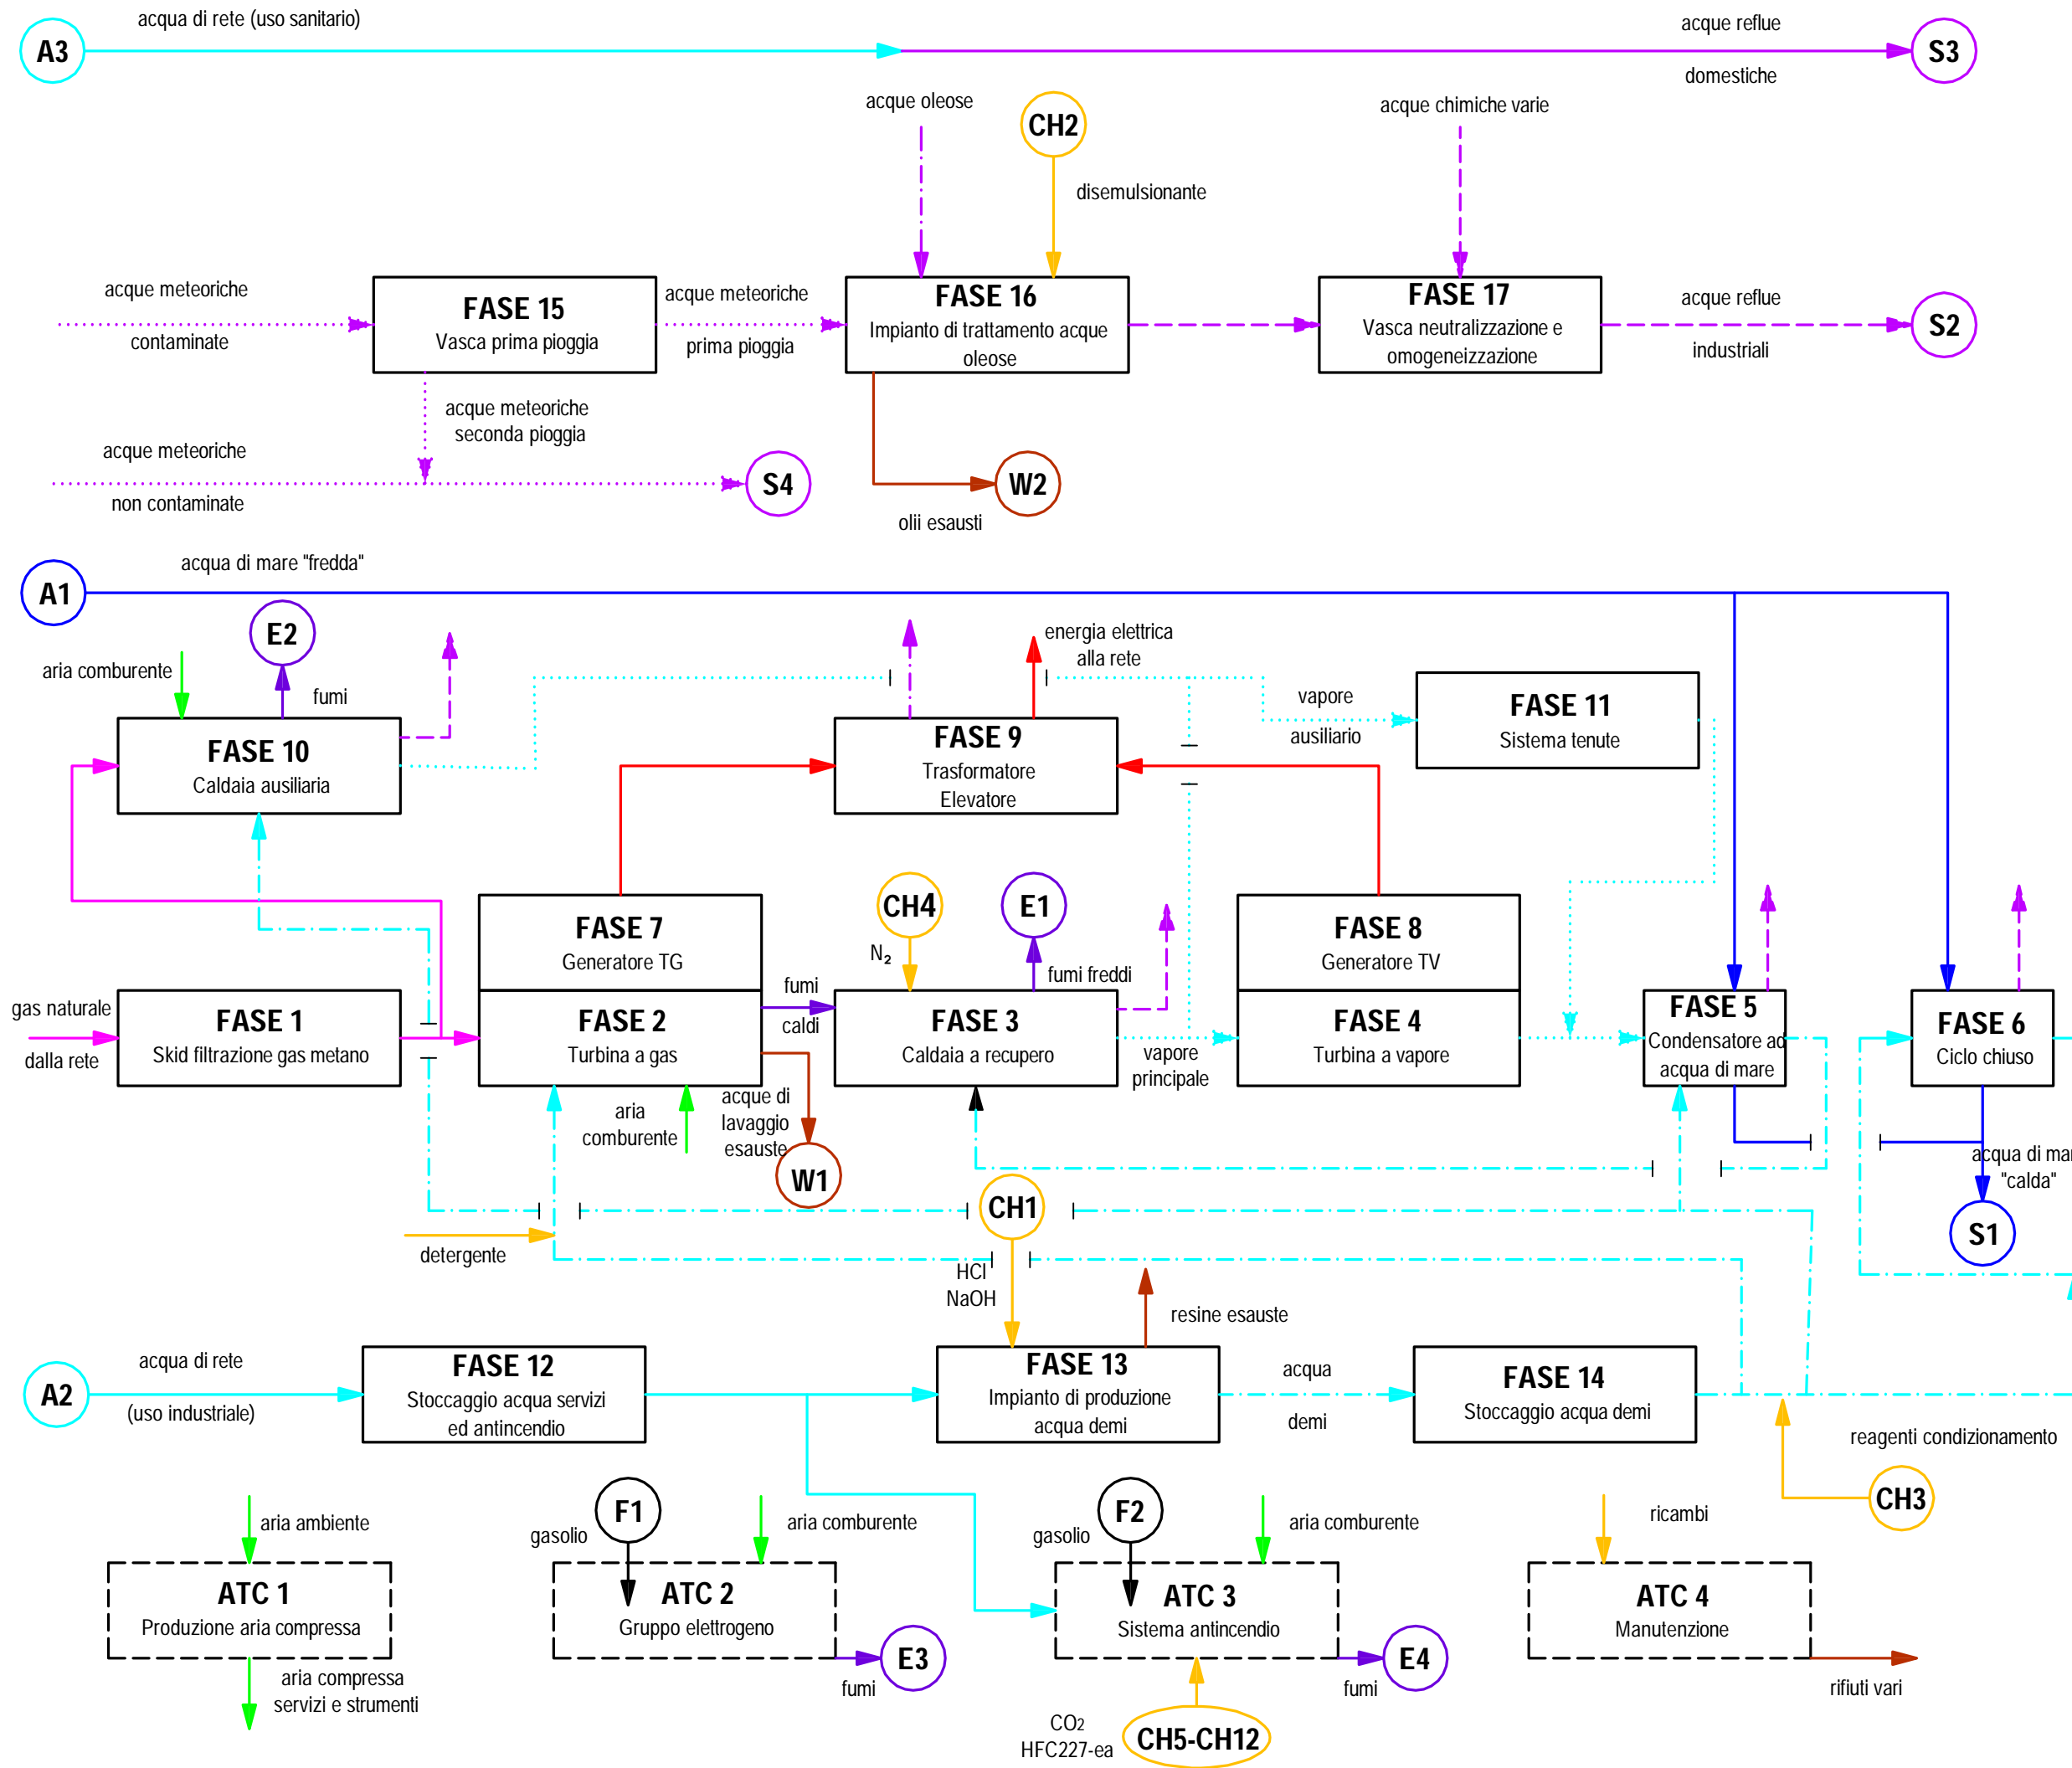 acqua di rete (uso sanitario)
A3
acque reflue
domestiche
S3
acque oleose
CH2
disemulsionante
acque chimiche varie
acque meteoriche
contaminate
FASE 15
Vasca prima pioggia
acque meteoriche
prima pioggia
FASE 16
Impianto di trattamento acque
oleose
FASE 17
Vasca neutralizzazione e
omogeneizzazione
acque reflue
industriali
S2
acque meteoriche
seconda pioggia
acque meteoriche
non contaminate
S4
W2
olii esausti
acqua di mare "fredda"
A1
E2
aria comburente
fumi
energia elettrica
alla rete
FASE 10
Caldaia ausiliaria
FASE 9
Trasformatore
Elevatore
vapore
ausiliario
FASE 11
Sistema tenute
FASE 7
Generatore TG
CH4
N₂
E1
fumi freddi
FASE 8
Generatore TV
gas naturale
dalla rete
FASE 1
Skid filtrazione gas metano
FASE 2
Turbina a gas
fumi
caldi
FASE 3
Caldaia a recupero
vapore
principale
FASE 4
Turbina a vapore
FASE 5
Condensatore ad
acqua di mare
FASE 6
Ciclo chiuso
aria
comburente
acque di
lavaggio
esauste
W1
acqua di mar
"calda"
S1
CH1
detergente
HCl
NaOH
resine esauste
A2
acqua di rete
(uso industriale)
FASE 12
Stoccaggio acqua servizi
ed antincendio
FASE 13
Impianto di produzione
acqua demi
acqua
demi
FASE 14
Stoccaggio acqua demi
reagenti condizionamento
CH3
aria ambiente
ATC 1
Produzione aria compressa
aria compressa
servizi e strumenti
F1
gasolio
aria comburente
ATC 2
Gruppo elettrogeno
E3
fumi
F2
gasolio
aria comburente
ATC 3
Sistema antincendio
E4
fumi
CO2
HFC227-ea
CH5-CH12
ricambi
ATC 4
Manutenzione
rifiuti vari